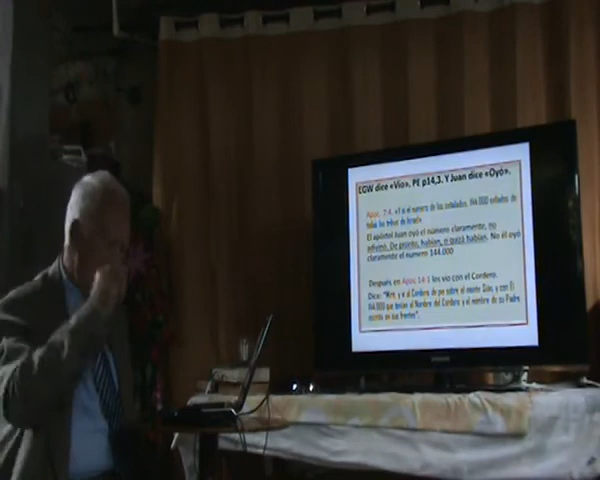 EGW dice «Vio», PE p14,3. Y Juan dice «Oyó».
Apoc. 7:4. «Y oí el número de los sellados. 144.000 sellados de
todas las tribus de Israel»
El apóstol Juan oyó el número claramente, no
adivinó. De pronto, habían, o quizá habían. No él oyó
claramente el número 144.000
Después en Apoc 14:1 les vio con el Cordero.
Dice: "Miré, y vi al Cordero de pie sobre el monte Sion, y con Él
144.000 que tenían el Nombre del Cordero y el nombre de su Padre
escrito en sus frentes".